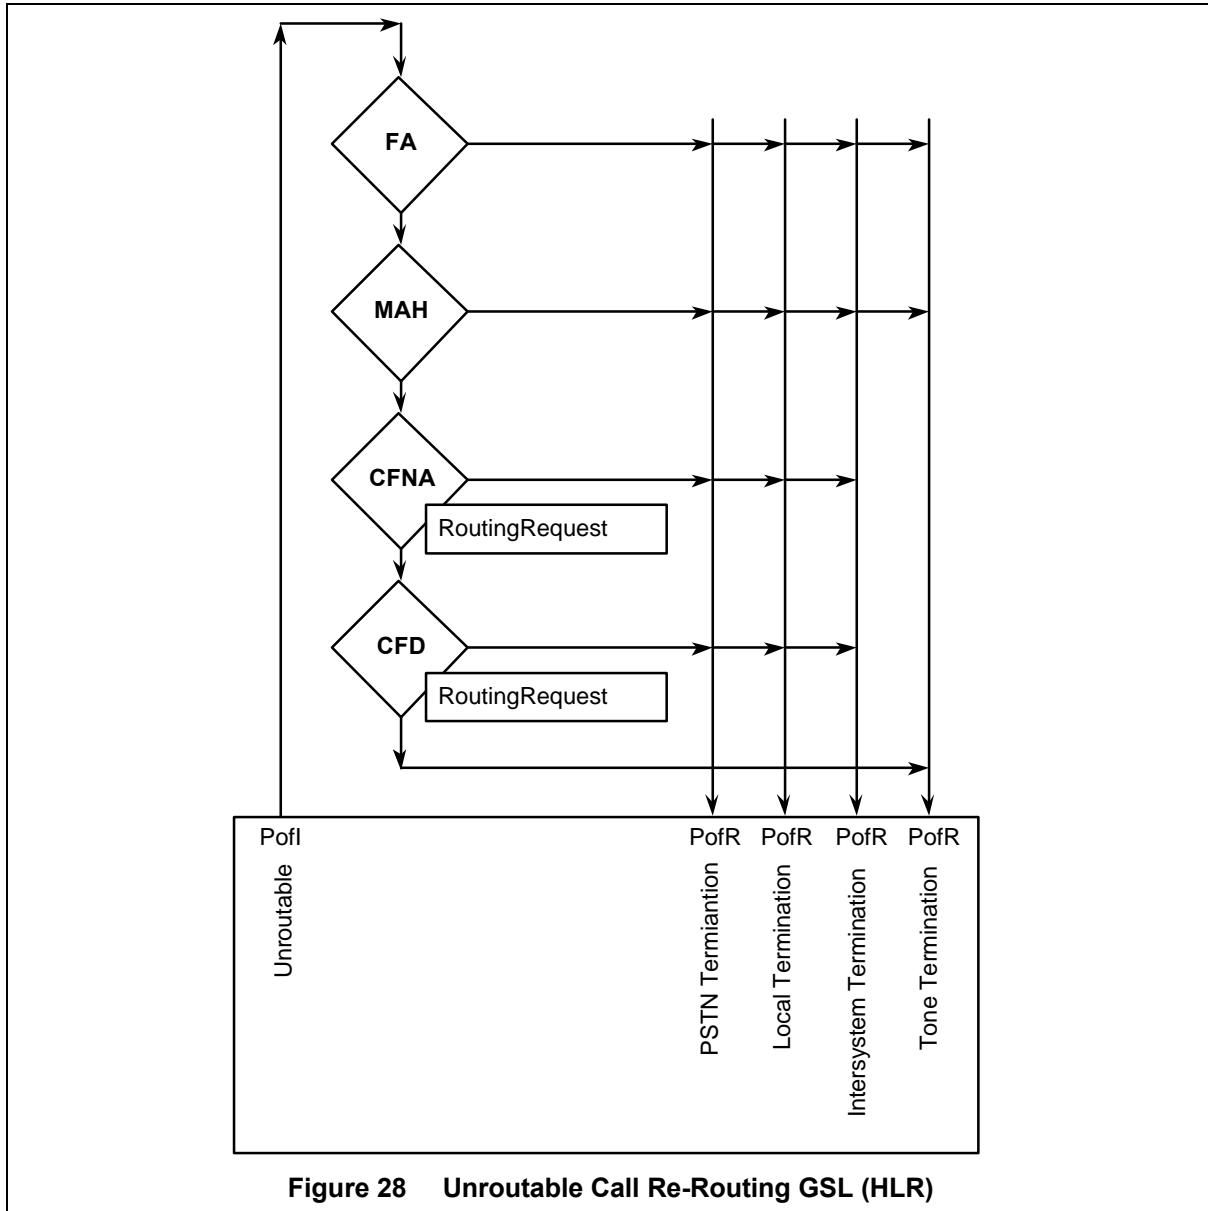 FA
MAH
CFNA
RoutingRequest
CFD
RoutingRequest
PofI
PofR
PofR
PofR
PofR
Unroutable
PSTN Termiantion
Local Termination
Intersystem Termination
Tone Termination
Figure 28 Unroutable Call Re-Routing GSL (HLR)